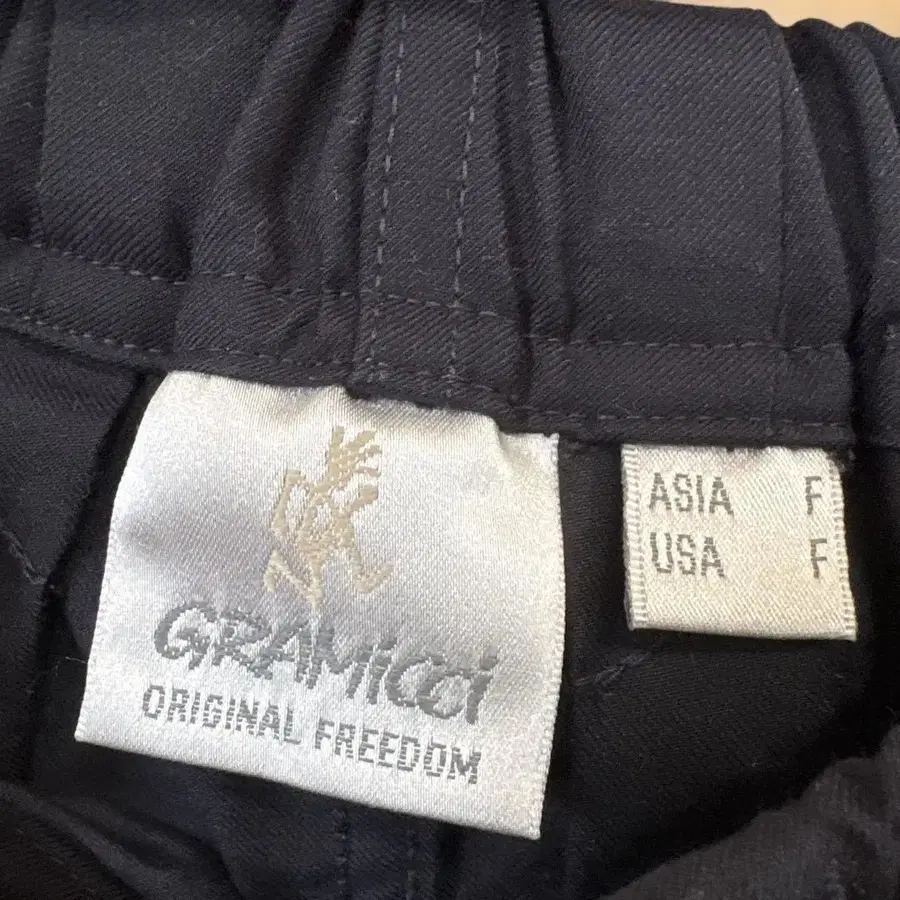 GRAMiCCi
ORIGINAL FREEDOM
ASIA F
USA F